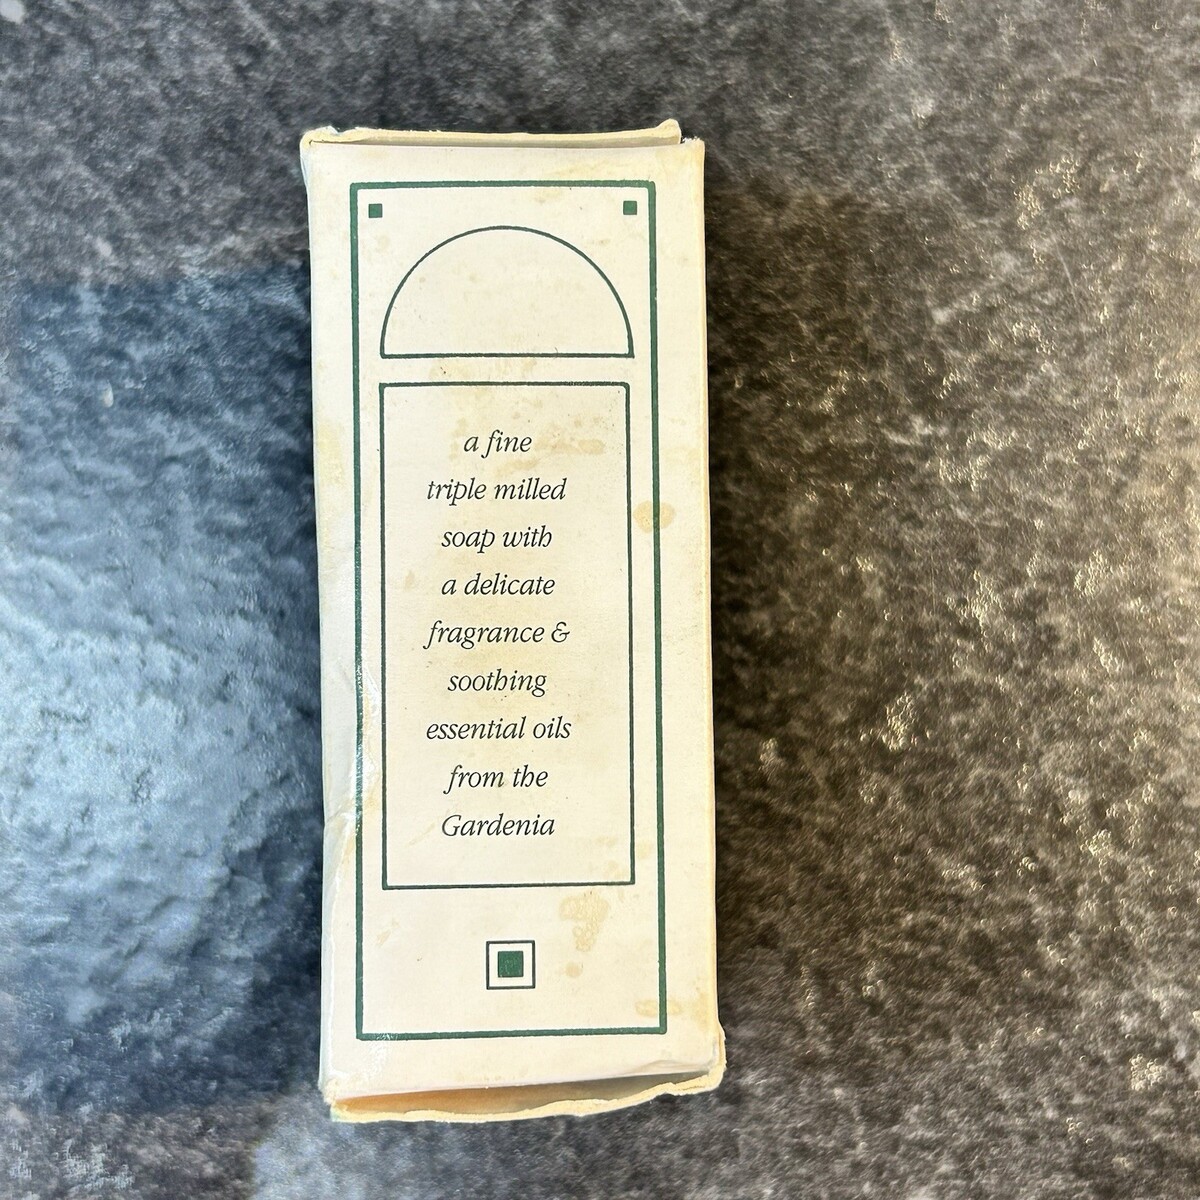 a fine
triple milled
soap with
a delicate
fragrance &
soothing
essential oils
from the
Gardenia